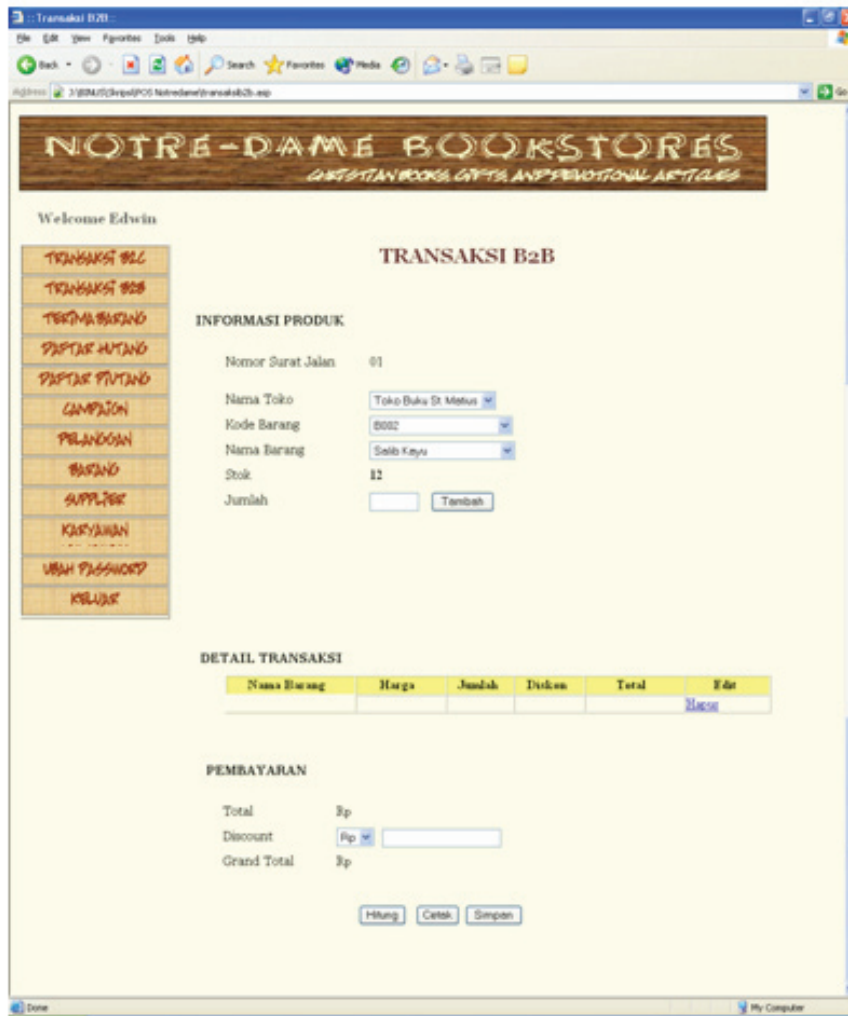 ::Transaksi B2B::
File Edit View Favorites Tools Help
Back Search Favorites Media
Address Go
NOTRE-DAME BOOKSTORES
CHRISTIAN BOOKS, GIFTS, AND DEVOTIONAL ARTICLES
Welcome Edwin
TRANSAKSI B2C
TRANSAKSI B2B
TERIMA BARANG
DAFTAR HUTANG
DAFTAR PIUTANG
CAMPAIGN
PELANGGAN
BARANG
SUPPLIER
KARYAWAN
UBAH PASSWORD
KELUAR
TRANSAKSI B2B
INFORMASI PRODUK
Nomor Surat Jalan 01
Nama Toko Toko Buku St. Matius
Kode Barang B002
Nama Barang Salib Kayu
Stok 12
Jumlah Tambah
DETAIL TRANSAKSI
Nama Barang Harga Jumlah Diskon Total Edit
Hapus
PEMBAYARAN
Total Rp
Discount Rp
Grand Total Rp
Hitung Cetak Simpan
Done My Computer